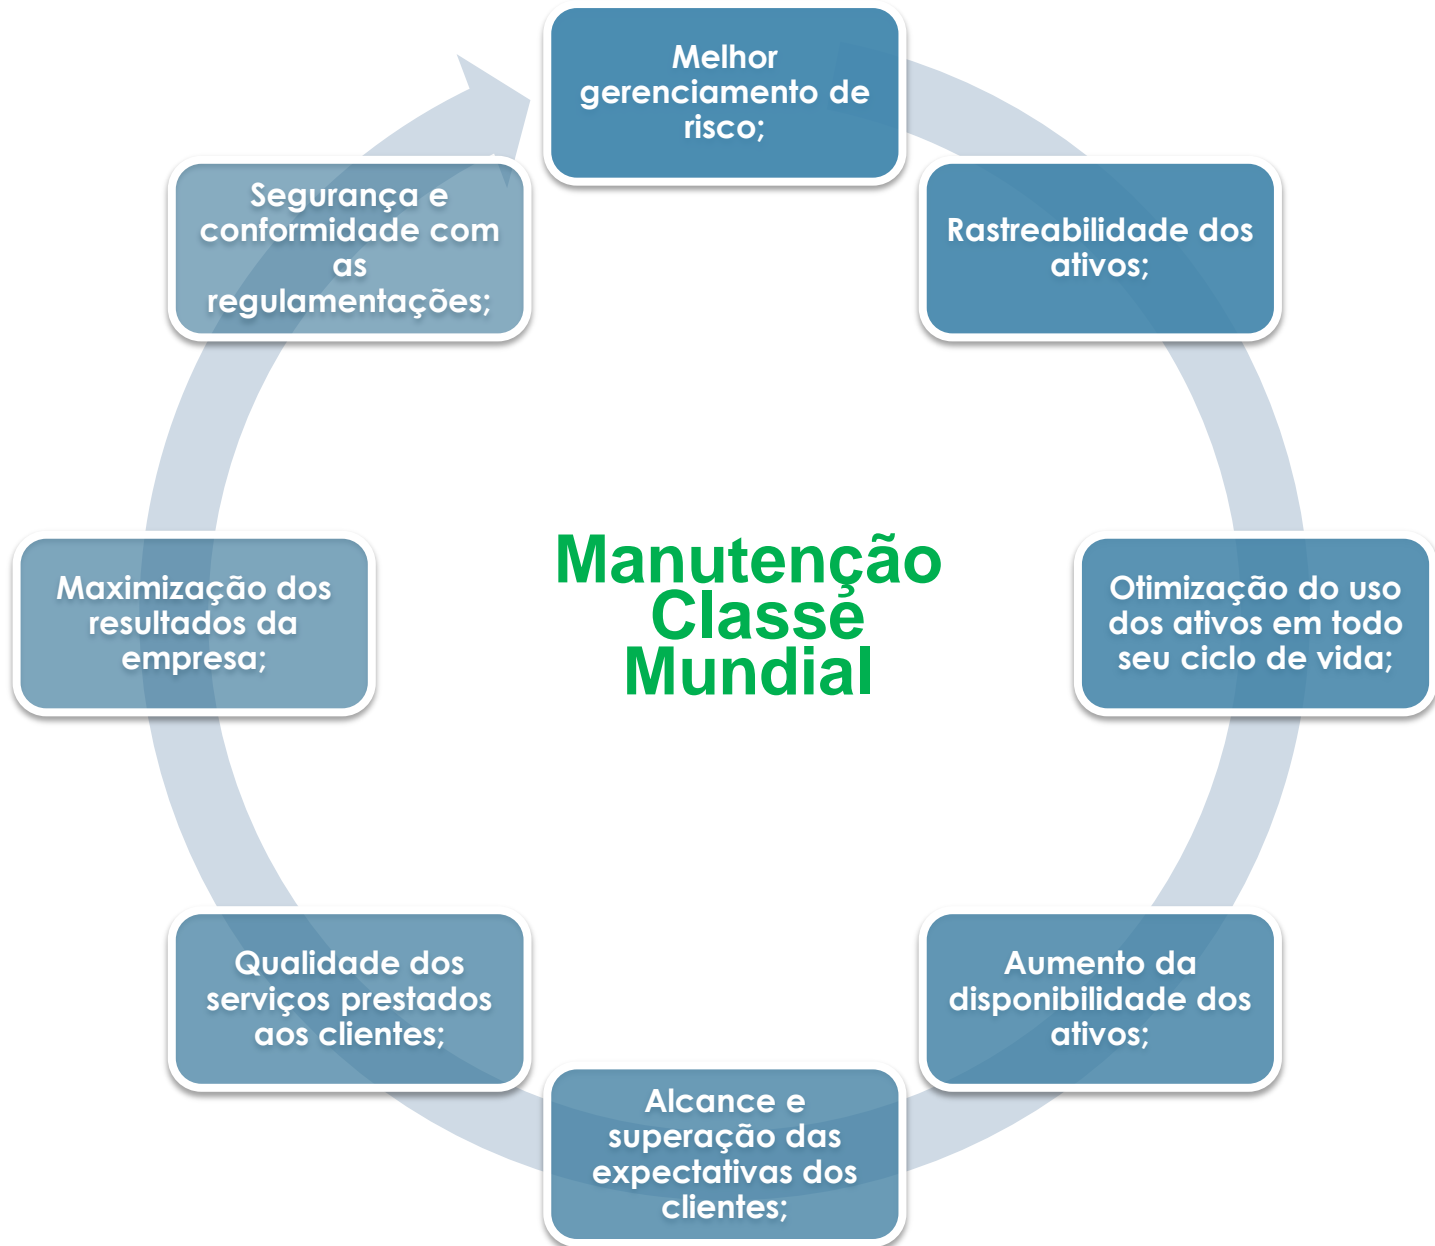 Melhor
gerenciamento de
risco;
Rastreabilidade dos
ativos;
Otimização do uso
dos ativos em todo
seu ciclo de vida;
Aumento da
disponibilidade dos
ativos;
Alcance e
superação das
expectativas dos
clientes;
Qualidade dos
serviços prestados
aos clientes;
Maximização dos
resultados da
empresa;
Segurança e
conformidade com
as
regulamentações;
Manutenção
Classe
Mundial